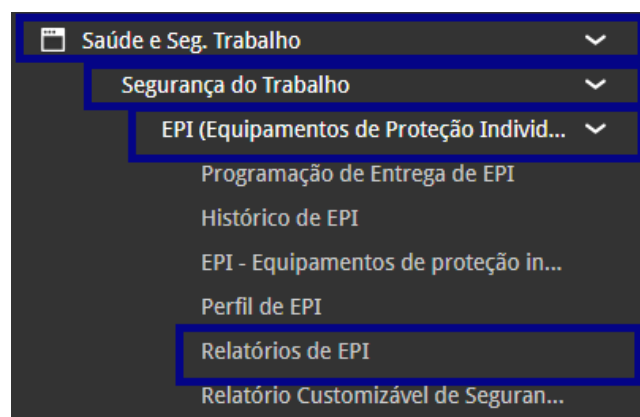 Saúde e Seg. Trabalho
Segurança do Trabalho
EPI (Equipamentos de Proteção Individ...
Programação de Entrega de EPI
Histórico de EPI
EPI - Equipamentos de proteção in...
Perfil de EPI
Relatórios de EPI
Relatório Customizável de Seguran...